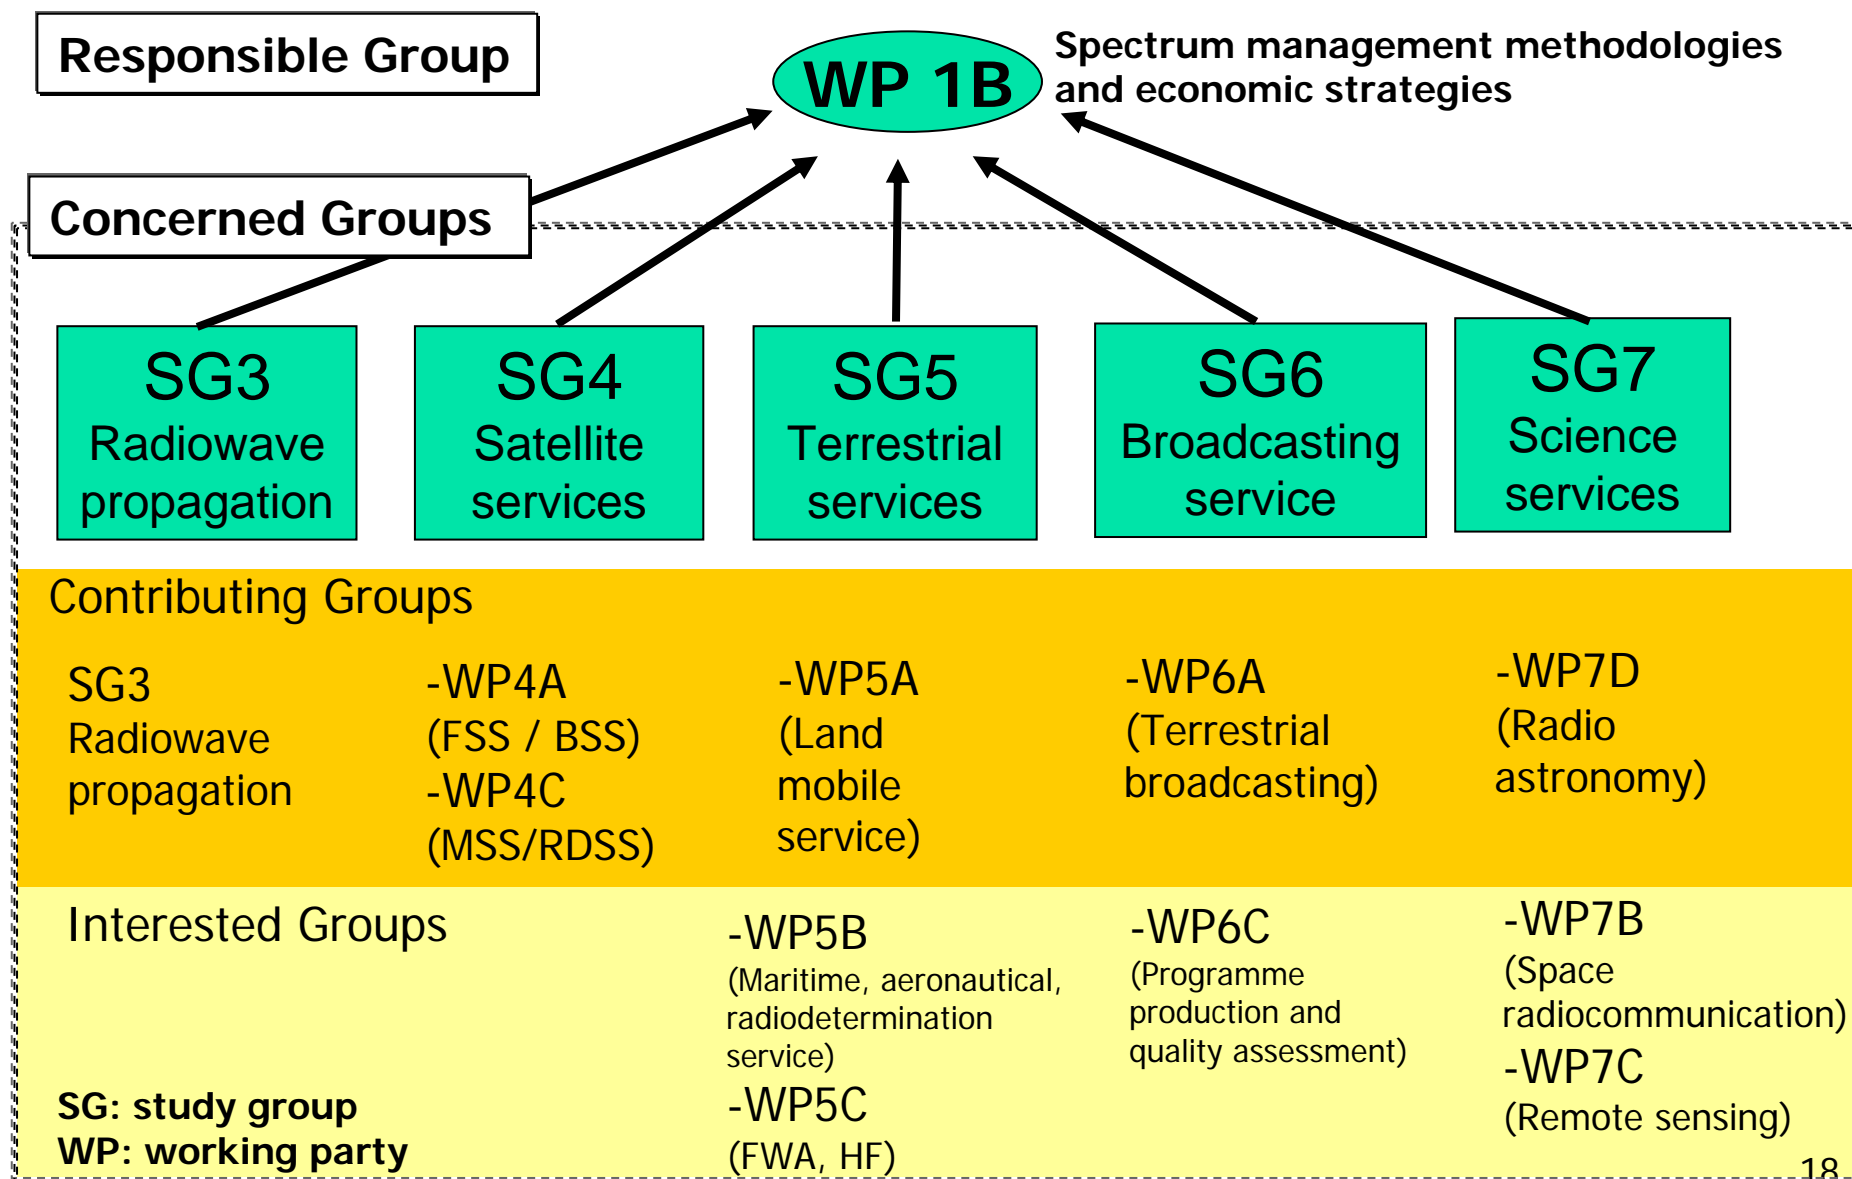 Responsible Group
WP 1B
Spectrum management methodologies
and economic strategies
Concerned Groups
SG3
Radiowave
propagation
SG4
Satellite
services
SG5
Terrestrial
services
SG6
Broadcasting
service
SG7
Science
services
Contributing Groups
SG3
Radiowave
propagation
-WP4A
(FSS / BSS)
-WP4C
(MSS/RDSS)
-WP5A
(Land
mobile
service)
-WP6A
(Terrestrial
broadcasting)
-WP7D
(Radio
astronomy)
Interested Groups
-WP5B
(Maritime, aeronautical,
radiodetermination
service)
-WP5C
(FWA, HF)
-WP6C
(Programme
production and
quality assessment)
-WP7B
(Space
radiocommunication)
-WP7C
(Remote sensing)
SG: study group
WP: working party
18